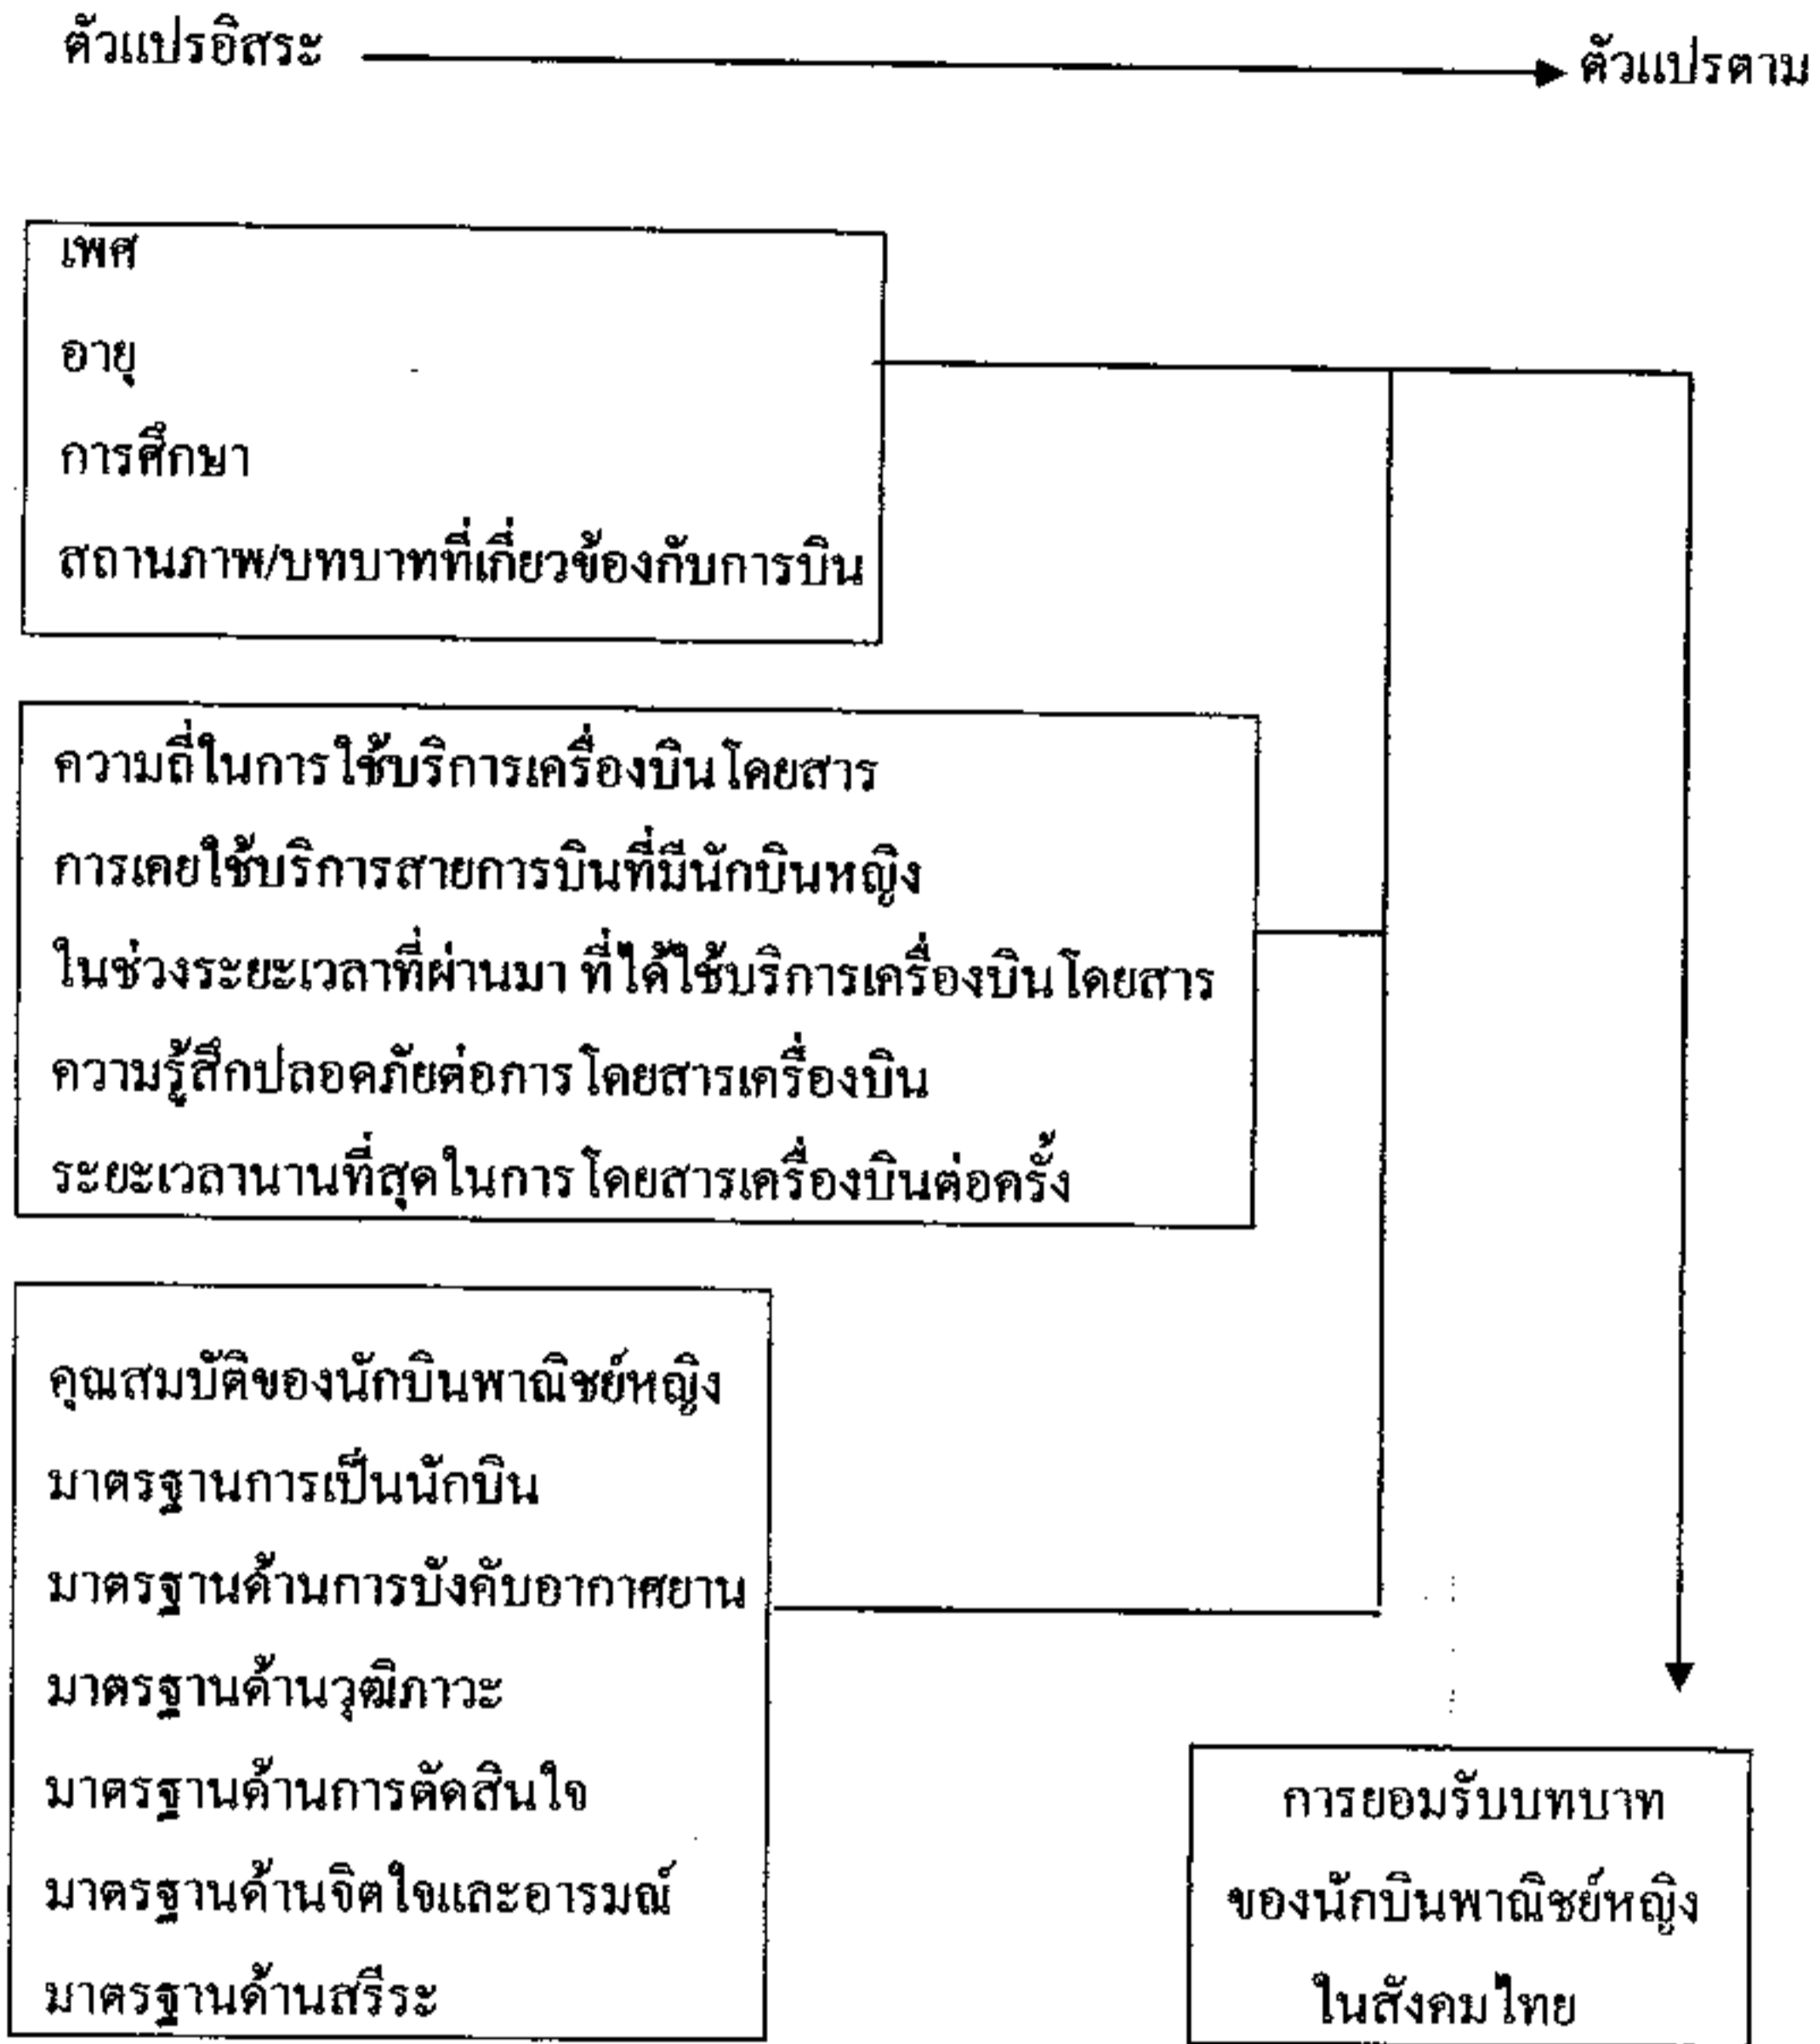 ตัวแปรอิสระ
ตัวแปรตาม
เพศ
อายุ
การศึกษา
สถานภาพ/บทบาทที่เกี่ยวข้องกับการบิน
ความถี่ในการใช้บริการเครื่องบินโดยสาร
การเคยใช้บริการสายการบินที่มีนักบินหญิง
ในช่วงระยะเวลาที่ผ่านมา ที่ได้ใช้บริการเครื่องบินโดยสาร
ความรู้สึกปลอดภัยต่อการโดยสารเครื่องบิน
ระยะเวลานานที่สุดในการโดยสารเครื่องบินต่อครั้ง
คุณสมบัติของนักบินพาณิชย์หญิง
มาตรฐานการเป็นนักบิน
มาตรฐานด้านการบังคับอากาศยาน
มาตรฐานด้านวุฒิภาวะ
มาตรฐานด้านการตัดสินใจ
มาตรฐานด้านจิตใจและอารมณ์
มาตรฐานด้านสรีระ
การยอมรับบทบาท
ของนักบินพาณิชย์หญิง
ในสังคมไทย